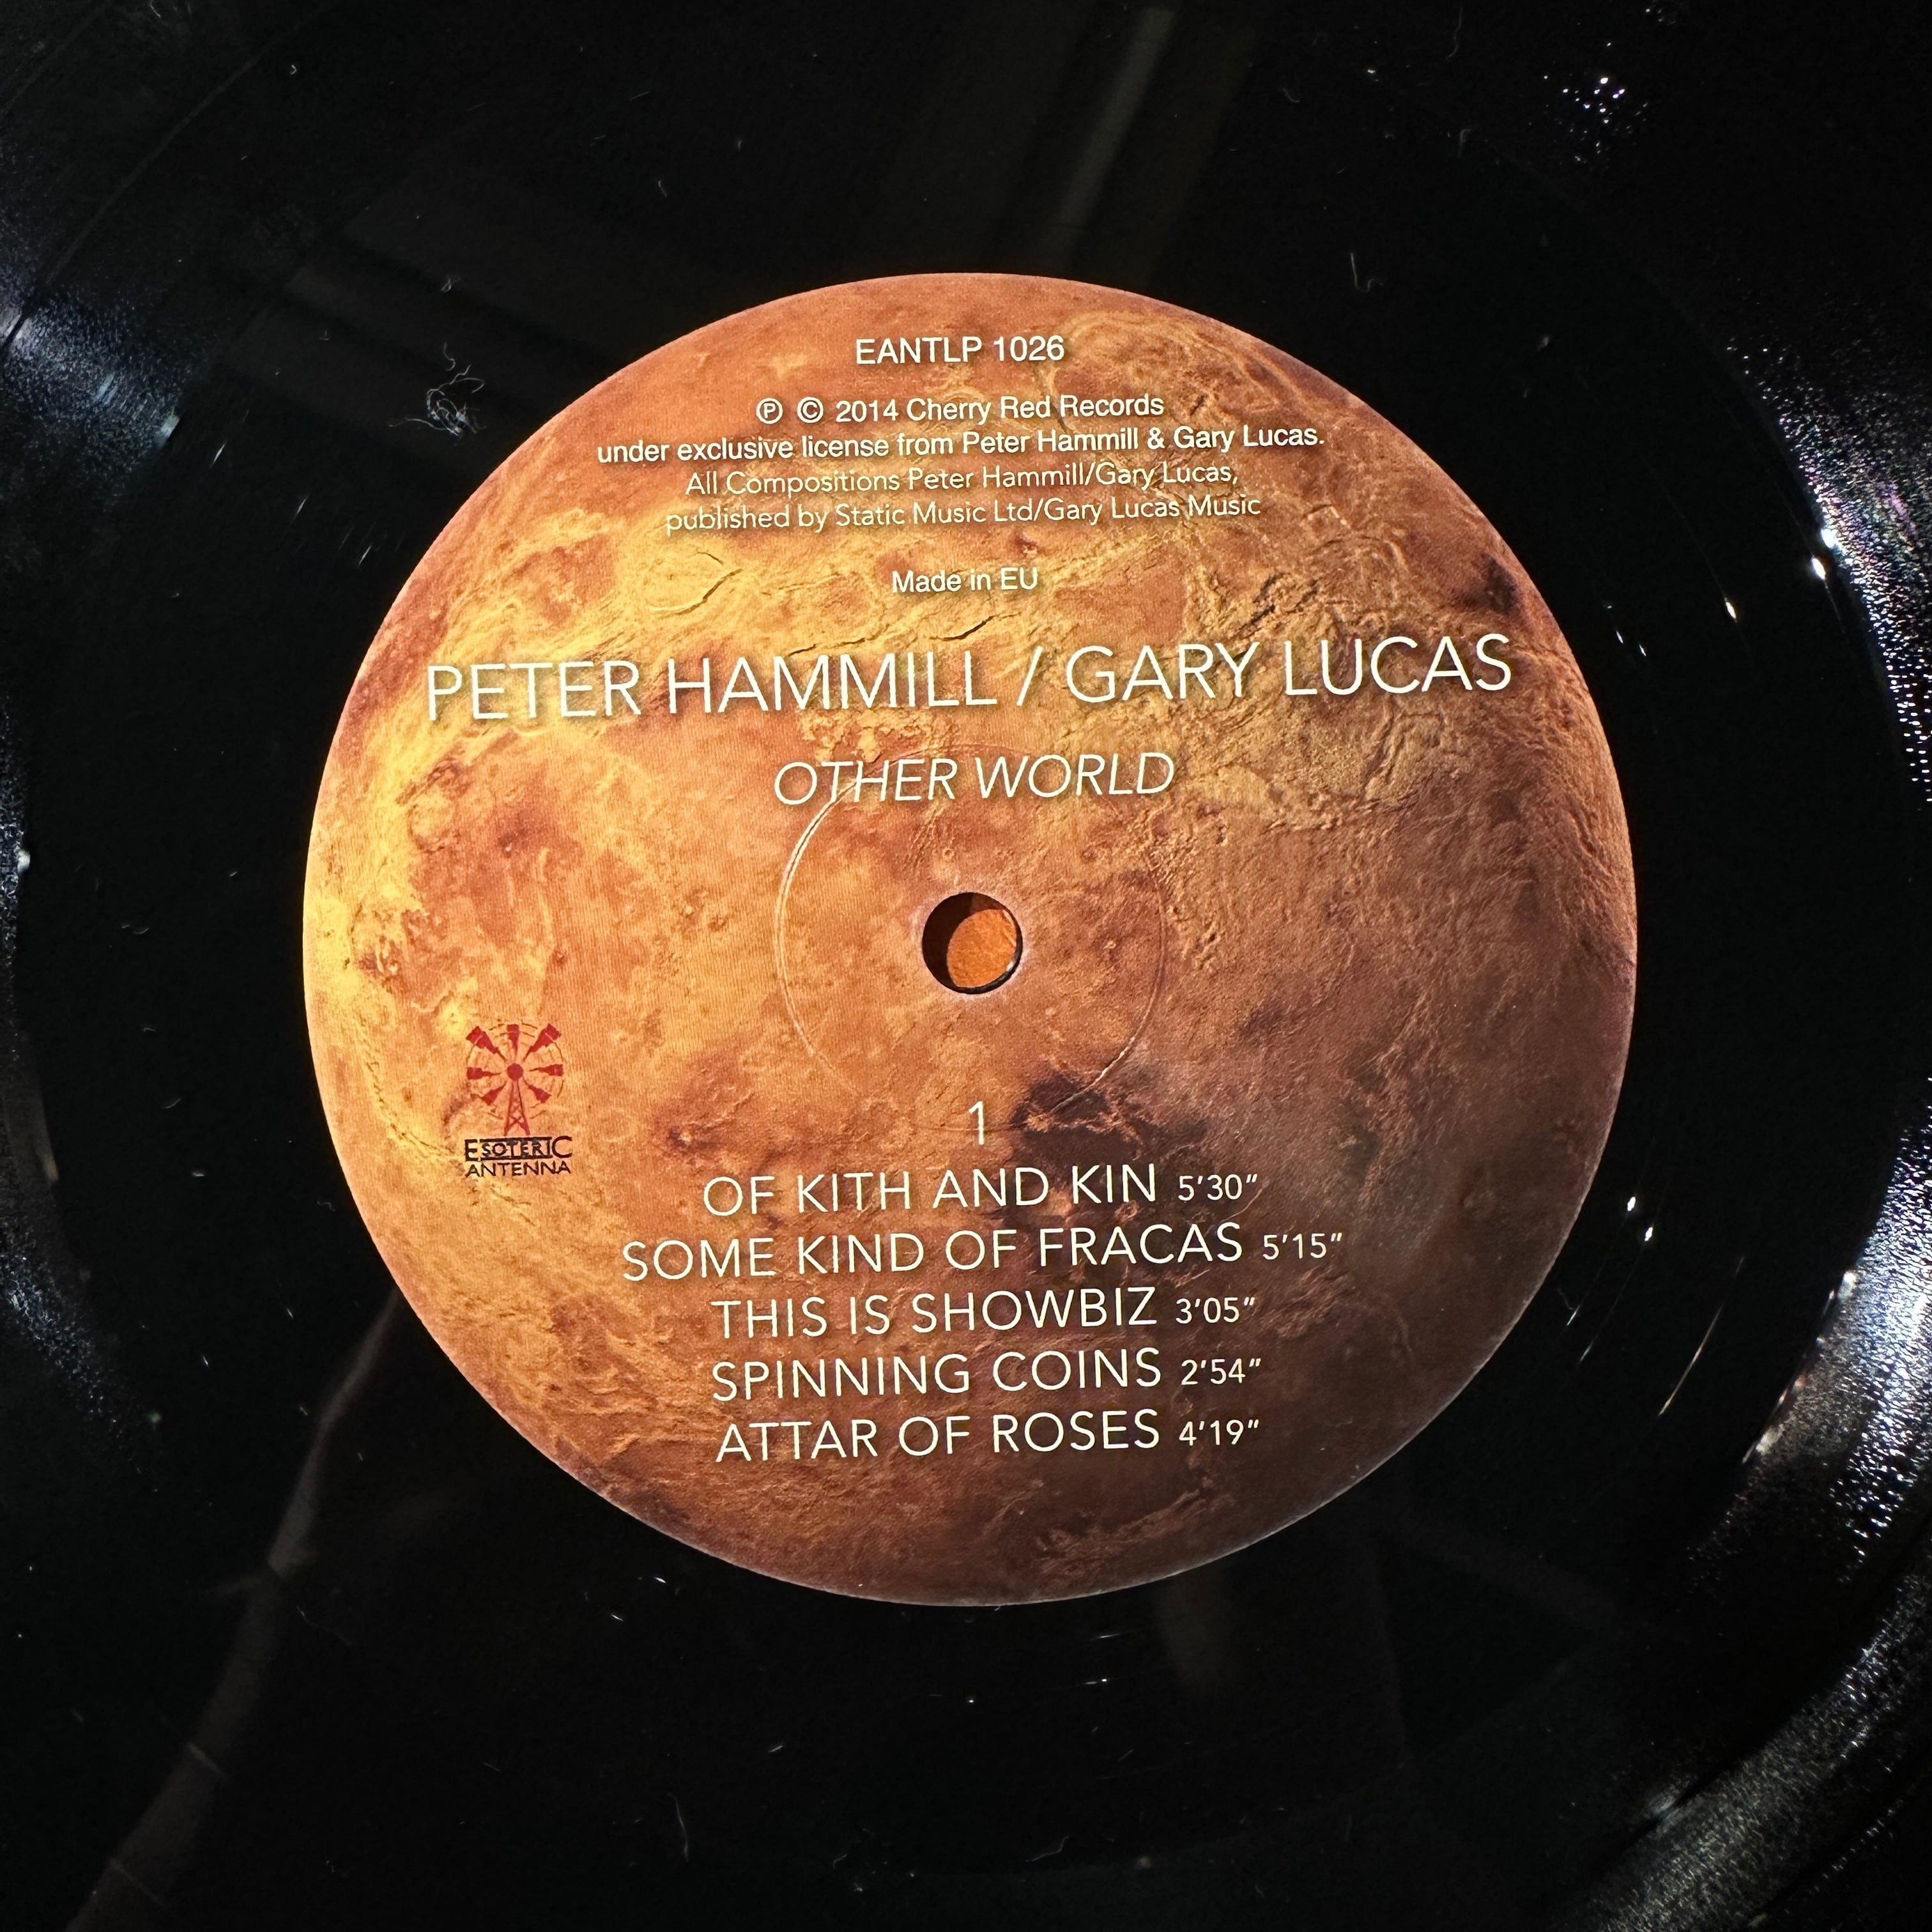 EANTLP 1026
℗ © 2014 Cherry Red Records
under exclusive license from Peter Hammill & Gary Lucas.
All Compositions Peter Hammill/Gary Lucas,
published by Static Music Ltd/Gary Lucas Music
Made in EU
PETER HAMMILL / GARY LUCAS
OTHER WORLD
ESOTERIC
ANTENNA
1
OF KITH AND KIN 5'30"
SOME KIND OF FRACAS 5'15"
THIS IS SHOWBIZ 3'05"
SPINNING COINS 2'54"
ATTAR OF ROSES 4'19"